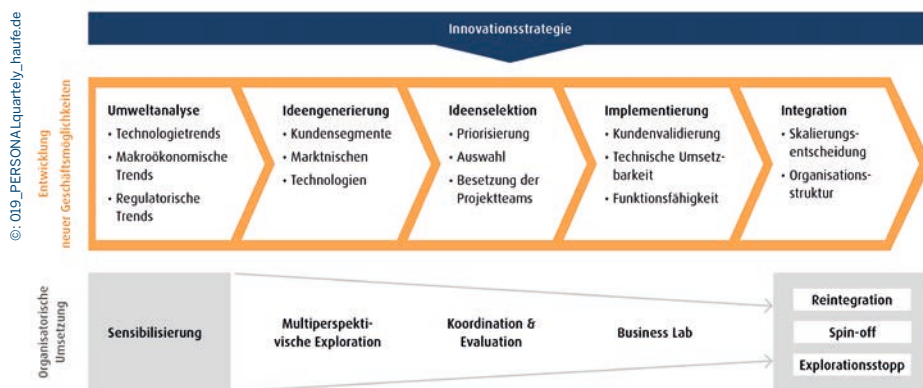 ©: 019_PERSONALquartely_haufe.de
Innovationsstrategie
Entwicklung
neuer Geschäftsmöglichkeiten
Umweltanalyse
• Technologietrends
• Makroökonomische
Trends
• Regulatorische
Trends
Ideengenerierung
• Kundensegmente
• Marktnischen
• Technologien
Ideenselektion
• Priorisierung
• Auswahl
• Besetzung der
Projektteams
Implementierung
• Kundenvalidierung
• Technische Umsetz-
barkeit
• Funktionsfähigkeit
Integration
• Skalierungs-
entscheidung
• Organisations-
struktur
Organisatorische
Umsetzung
Sensibilisierung
Multiperspekti-
vische Exploration
Koordination &
Evaluation
Business Lab
Reintegration
Spin-off
Explorationsstopp